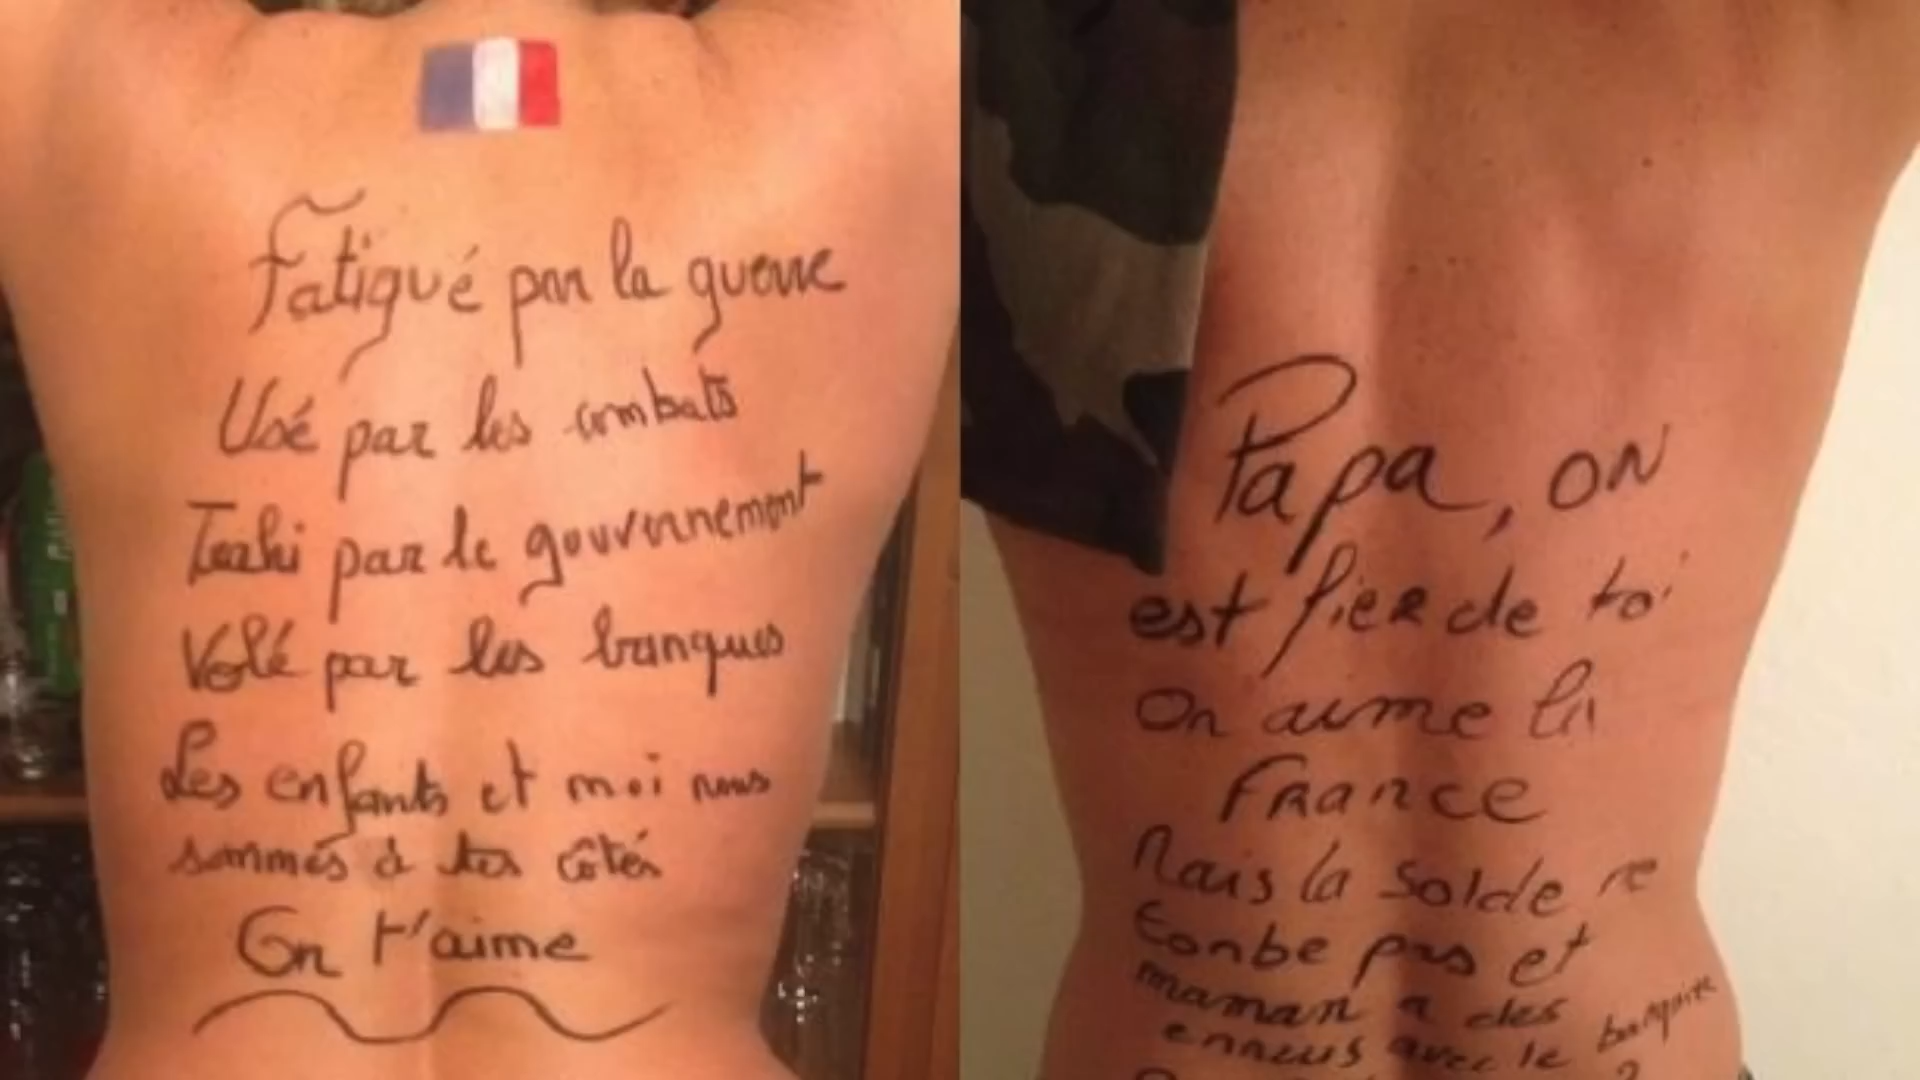 Fatigué par la guerre
Usé par les combats
Trahi par le gouvernement
Volé par les banques
Les enfants et moi nous
sommes à tes côtés
On t'aime
Papa, on
est fier de toi
On aime la
France
Mais la solde ne
tombe pas et
maman a des
ennuis avec le banquier